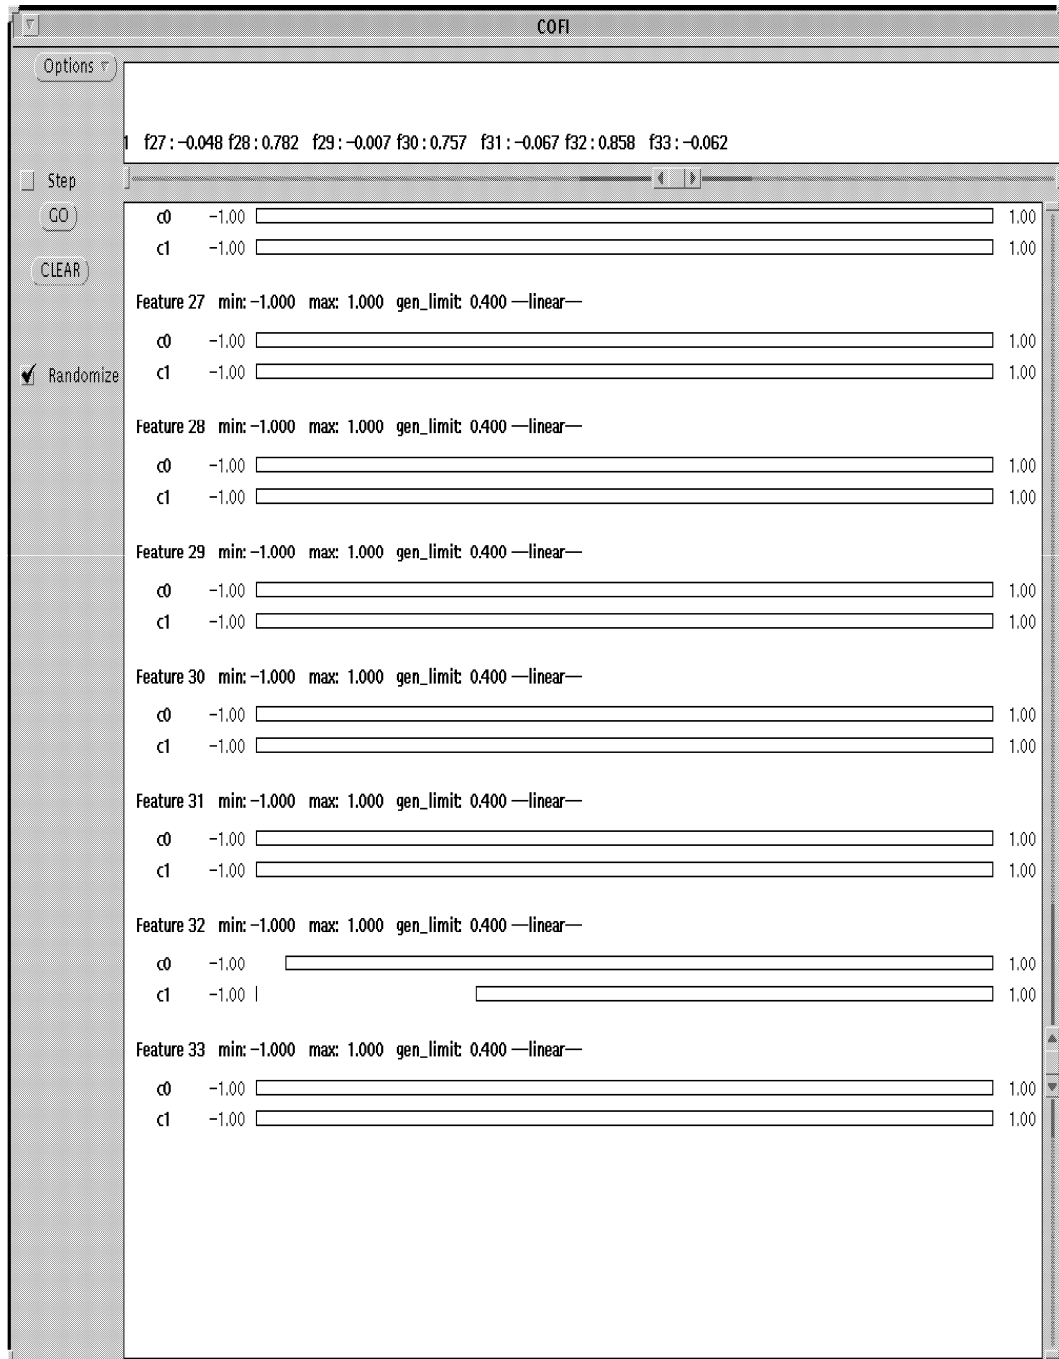 COFI
Options
1 f27 : -0.048 f28 : 0.782 f29 : -0.007 f30 : 0.757 f31 : -0.067 f32 : 0.858 f33 : -0.062
Step
GO
CLEAR
Randomize
c0 -1.00 1.00
c1 -1.00 1.00
Feature 27 min: -1.000 max: 1.000 gen_limit: 0.400 —linear—
c0 -1.00 1.00
c1 -1.00 1.00
Feature 28 min: -1.000 max: 1.000 gen_limit: 0.400 —linear—
c0 -1.00 1.00
c1 -1.00 1.00
Feature 29 min: -1.000 max: 1.000 gen_limit: 0.400 —linear—
c0 -1.00 1.00
c1 -1.00 1.00
Feature 30 min: -1.000 max: 1.000 gen_limit: 0.400 —linear—
c0 -1.00 1.00
c1 -1.00 1.00
Feature 31 min: -1.000 max: 1.000 gen_limit: 0.400 —linear—
c0 -1.00 1.00
c1 -1.00 1.00
Feature 32 min: -1.000 max: 1.000 gen_limit: 0.400 —linear—
c0 -1.00 1.00
c1 -1.00 1.00
Feature 33 min: -1.000 max: 1.000 gen_limit: 0.400 —linear—
c0 -1.00 1.00
c1 -1.00 1.00